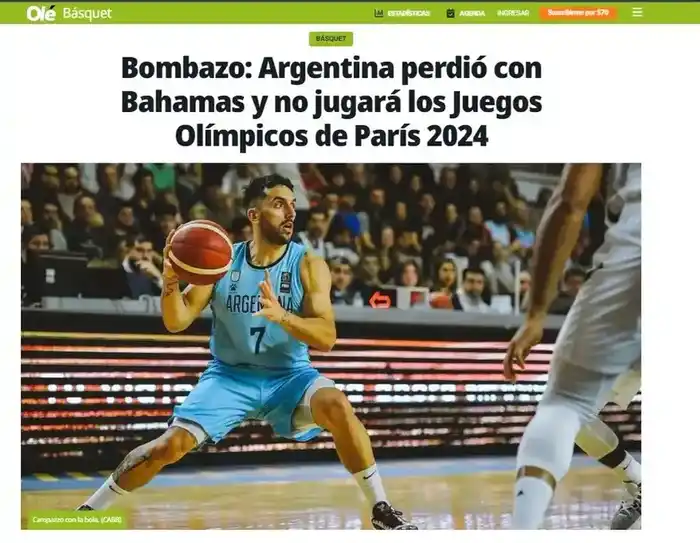 Olé Básquet
ESTADÍSTICAS AGENDA INGRESAR Suscribirse por $70
BÁSQUET
Bombazo: Argentina perdió con
Bahamas y no jugará los Juegos
Olímpicos de París 2024
ARGENTINA
7
Campazzo con la bola. (CABB)